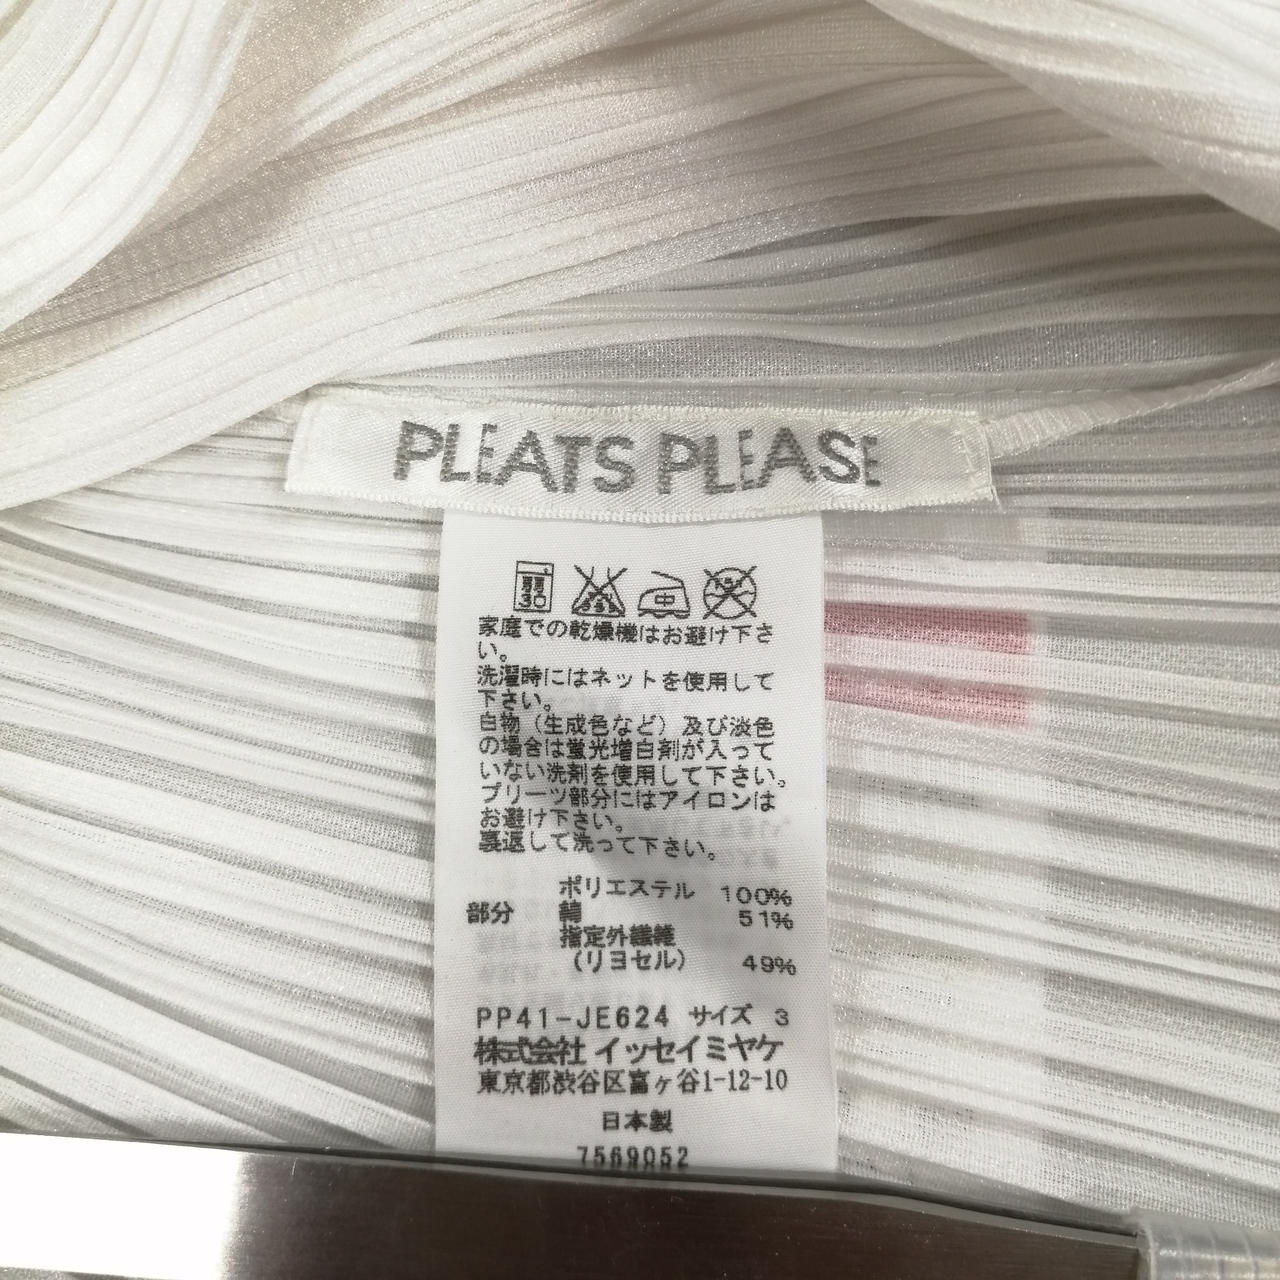 PLEATS PLEASE
弱
30
中
家庭での乾燥機はお避け下さ
い。
洗濯時にはネットを使用して
下さい。
白物（生成色など）及び淡色
の場合は蛍光増白剤が入って
いない洗剤を使用して下さい。
プリーツ部分にはアイロンは
お避け下さい。
裏返して洗って下さい。
ポリエステル 100%
部分 綿 51%
指定外繊維
（リヨセル） 49%
PP41-JE624 サイズ 3
株式会社 イッセイミヤケ
東京都渋谷区富ヶ谷1-12-10
日本製
7569052